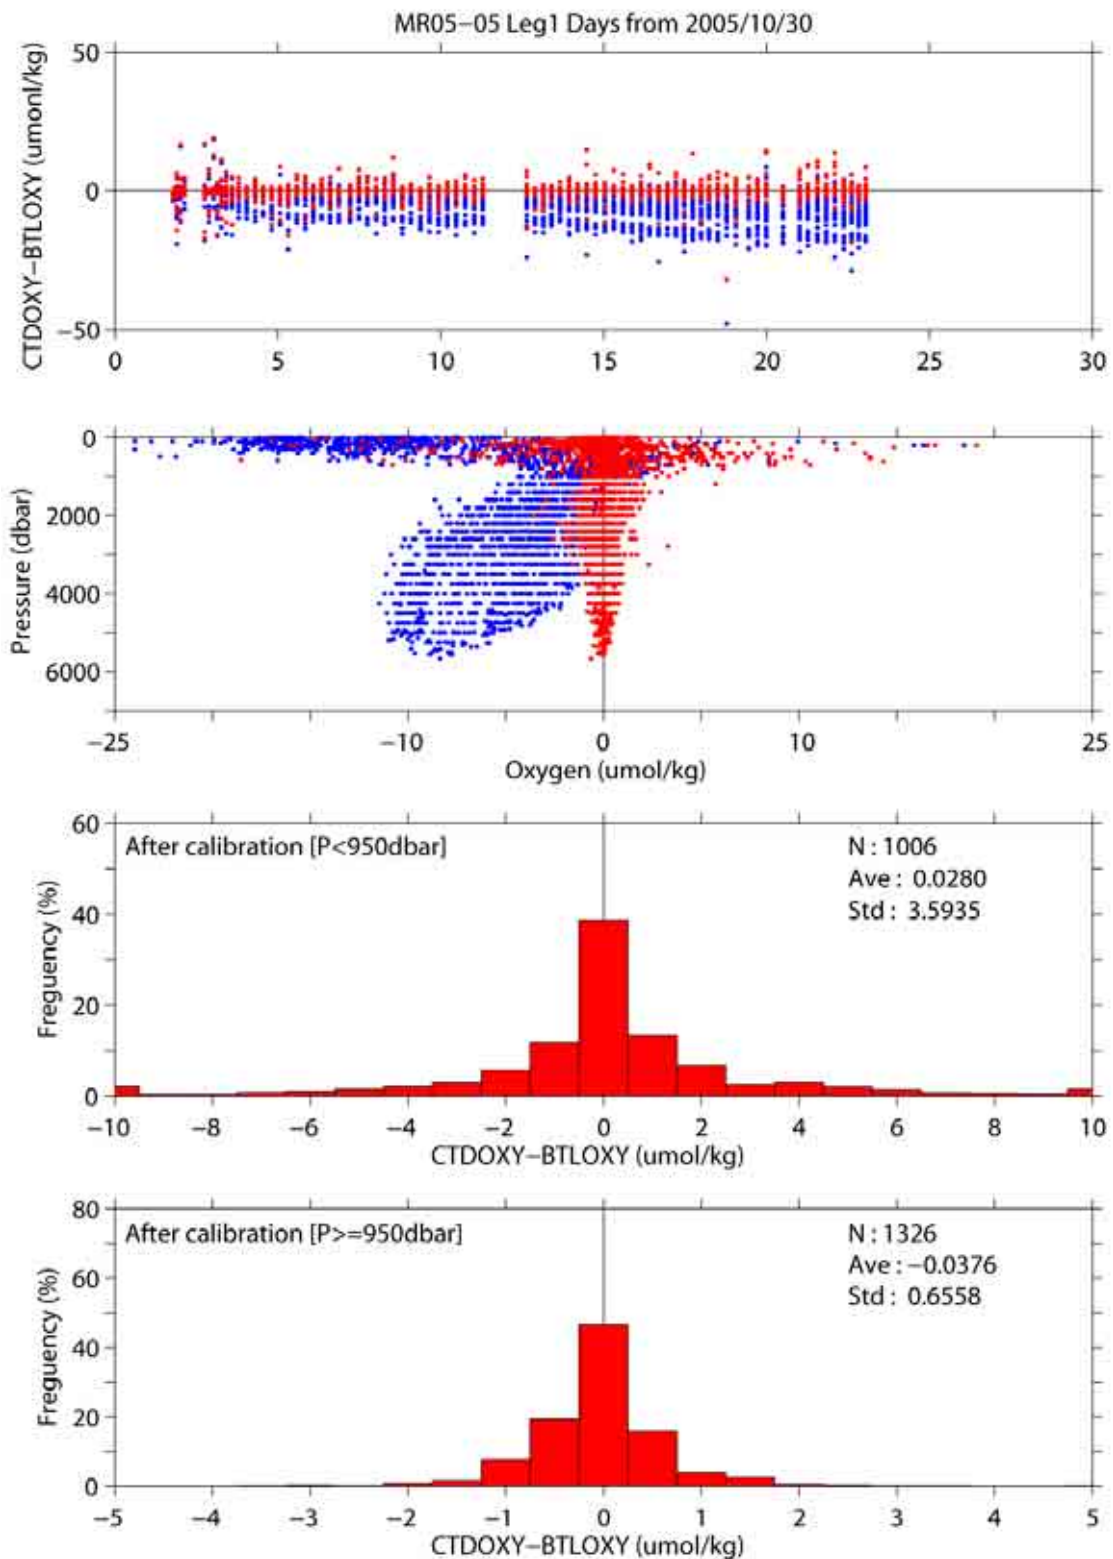 MR05−05 Leg1 Days from 2005/10/30
CTDOXY−BTLOXY (umonl/kg)
50
0
−50
0 5 10 15 20 25 30
Pressure (dbar)
0
2000
4000
6000
−25 −10 0 10 25
Oxygen (umol/kg)
Freguency (%)
60
40
20
0
After calibration [P<950dbar]
N : 1006
Ave : 0.0280
Std : 3.5935
−10 −8 −6 −4 −2 0 2 4 6 8 10
CTDOXY−BTLOXY (umol/kg)
Freguency (%)
80
60
40
20
0
After calibration [P>=950dbar]
N : 1326
Ave : −0.0376
Std : 0.6558
−5 −4 −3 −2 −1 0 1 2 3 4 5
CTDOXY−BTLOXY (umol/kg)